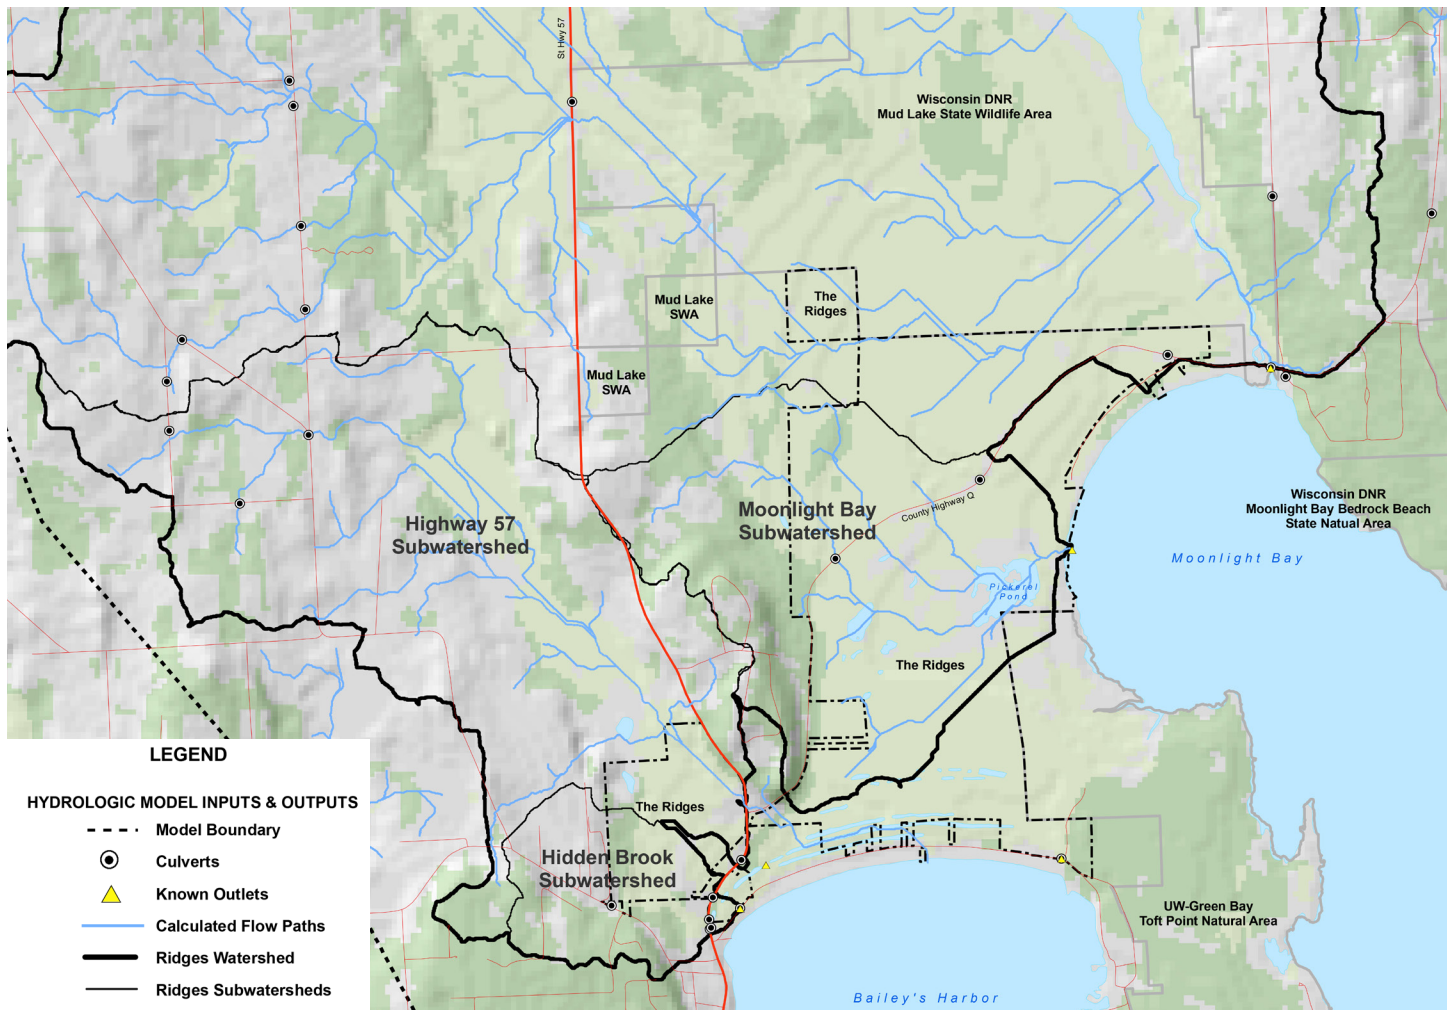 St Hwy 57
Wisconsin DNR
Mud Lake State Wildlife Area
Mud Lake
SWA
The
Ridges
Mud Lake
SWA
Wisconsin DNR
Moonlight Bay Bedrock Beach
State Natual Area
Highway 57
Subwatershed
Moonlight Bay
Subwatershed
County Highway Q
Moonlight Bay
Pickerel
Pond
The Ridges
The Ridges
Hidden Brook
Subwatershed
UW-Green Bay
Toft Point Natural Area
Bailey's Harbor
LEGEND
HYDROLOGIC MODEL INPUTS & OUTPUTS
Model Boundary
Culverts
Known Outlets
Calculated Flow Paths
Ridges Watershed
Ridges Subwatersheds